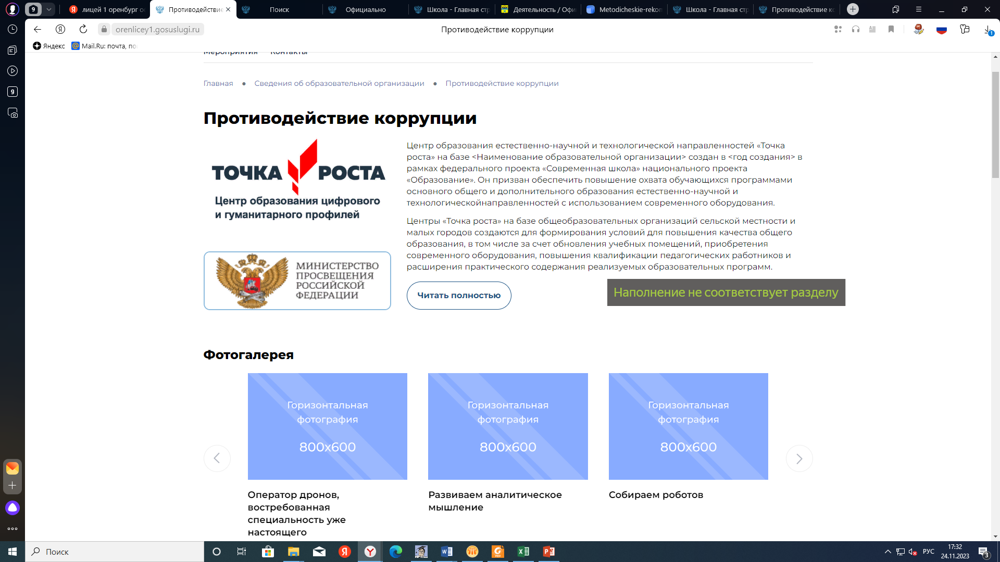 9
лицей 1 оренбург о
Противодействие
Поиск
Официально
Школа - Главная стр
Деятельность / Офи
Metodicheskie-rekon
Школа - Главная стр
Противодействие ко
orenlicey1.gosuslugi.ru
Противодействие коррупции
1
Яндекс
Mail.Ru: почта, по
9
Мероприятия Контакты
Главная • Сведения об образовательной организации • Противодействие коррупции
Противодействие коррупции
ТОЧКА РОСТА
Центр образования цифрового
и гуманитарного профилей
МИНИСТЕРСТВО
ПРОСВЕЩЕНИЯ
РОССИЙСКОЙ
ФЕДЕРАЦИИ
Центр образования естественно-научной и технологической направленностей «Точка
роста» на базе <Наименование образовательной организации> создан в <год создания> в
рамках федерального проекта «Современная школа» национального проекта
«Образование». Он призван обеспечить повышение охвата обучающихся программами
основного общего и дополнительного образования естественно-научной и
технологическойнаправленностей с использованием современного оборудования.
Центры «Точка роста» на базе общеобразовательных организаций сельской местности и
малых городов создаются для формирования условий для повышения качества общего
образования, в том числе за счет обновления учебных помещений, приобретения
современного оборудования, повышения квалификации педагогических работников и
расширения практического содержания реализуемых образовательных программ.
Читать полностью
Наполнение не соответствует разделу
Фотогалерея
Горизонтальная
фотография
800x600
Оператор дронов,
востребованная
специальность уже
настоящего
Горизонтальная
фотография
800x600
Развиваем аналитическое
мышление
Горизонтальная
фотография
800x600
Собираем роботов
Поиск
РУС
17:32
24.11.2023
3